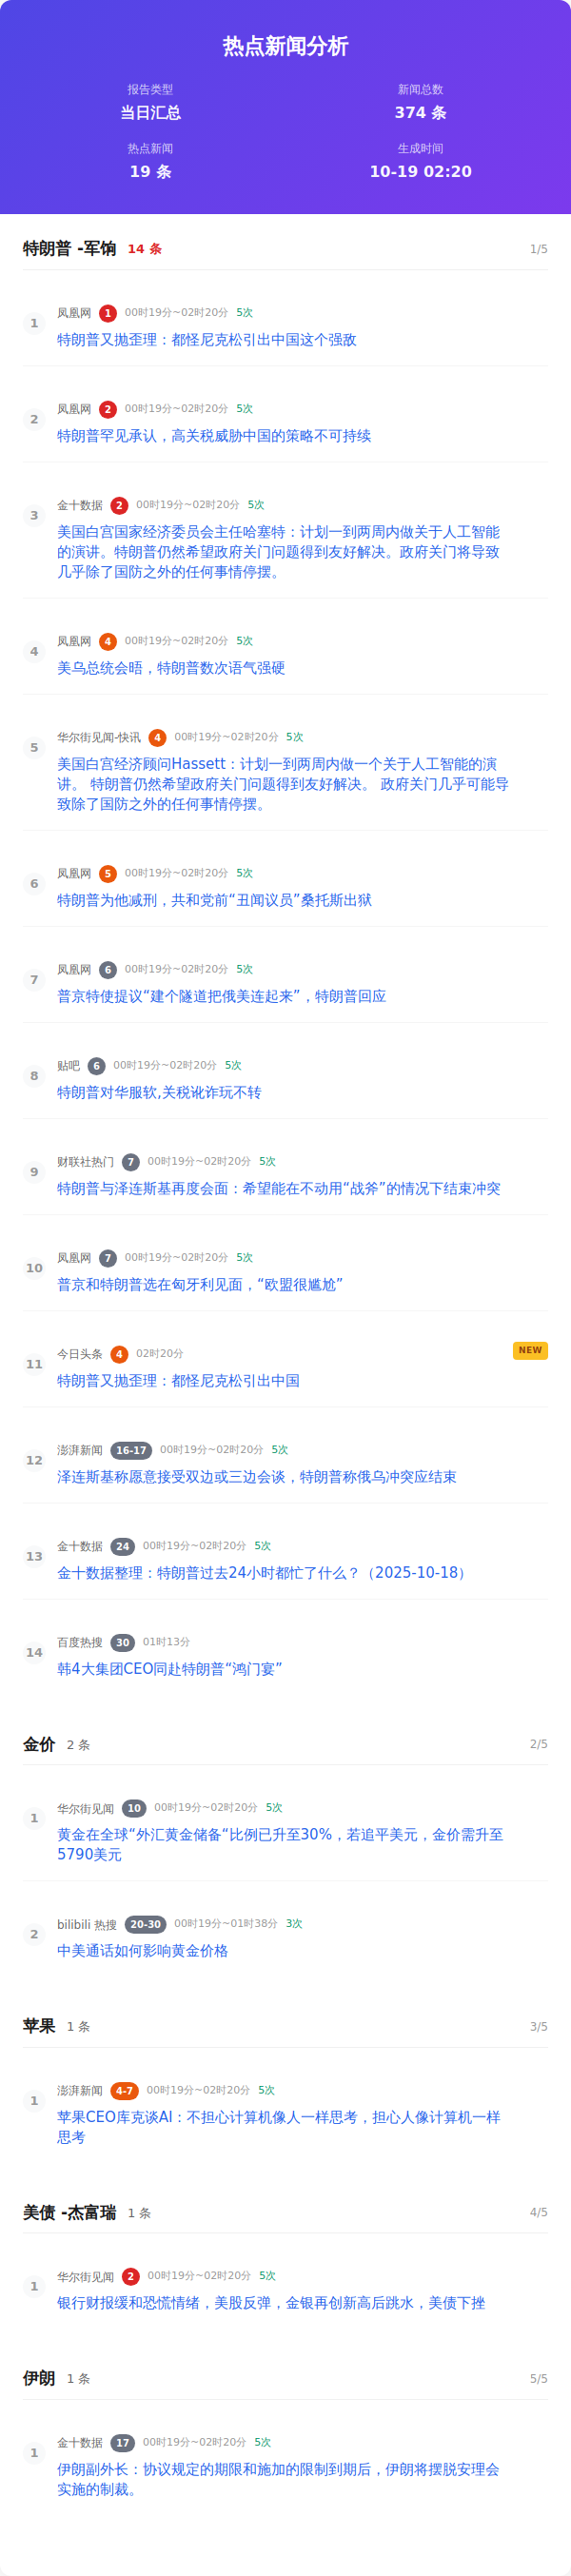 热点新闻分析
报告类型
新闻总数
当日汇总
374 条
热点新闻
生成时间
19 条
10-19 02:20
特朗普 -军饷 14 条 1/5
1
凤凰网 1 00时19分~02时20分 5次
特朗普又抛歪理：都怪尼克松引出中国这个强敌
2
凤凰网 2 00时19分~02时20分 5次
特朗普罕见承认，高关税威胁中国的策略不可持续
3
金十数据 2 00时19分~02时20分 5次
美国白宫国家经济委员会主任哈塞特：计划一到两周内做关于人工智能
的演讲。特朗普仍然希望政府关门问题得到友好解决。政府关门将导致
几乎除了国防之外的任何事情停摆。
4
凤凰网 4 00时19分~02时20分 5次
美乌总统会晤，特朗普数次语气强硬
5
华尔街见闻-快讯 4 00时19分~02时20分 5次
美国白宫经济顾问Hassett：计划一到两周内做一个关于人工智能的演
讲。 特朗普仍然希望政府关门问题得到友好解决。 政府关门几乎可能导
致除了国防之外的任何事情停摆。
6
凤凰网 5 00时19分~02时20分 5次
特朗普为他减刑，共和党前“丑闻议员”桑托斯出狱
7
凤凰网 6 00时19分~02时20分 5次
普京特使提议“建个隧道把俄美连起来”，特朗普回应
8
贴吧 6 00时19分~02时20分 5次
特朗普对华服软,关税讹诈玩不转
9
财联社热门 7 00时19分~02时20分 5次
特朗普与泽连斯基再度会面：希望能在不动用“战斧”的情况下结束冲突
10
凤凰网 7 00时19分~02时20分 5次
普京和特朗普选在匈牙利见面，“欧盟很尴尬”
11
今日头条 4 02时20分 NEW
特朗普又抛歪理：都怪尼克松引出中国
12
澎湃新闻 16-17 00时19分~02时20分 5次
泽连斯基称愿意接受双边或三边会谈，特朗普称俄乌冲突应结束
13
金十数据 24 00时19分~02时20分 5次
金十数据整理：特朗普过去24小时都忙了什么？（2025-10-18）
14
百度热搜 30 01时13分
韩4大集团CEO同赴特朗普“鸿门宴”
金价 2 条 2/5
1
华尔街见闻 10 00时19分~02时20分 5次
黄金在全球“外汇黄金储备“比例已升至30%，若追平美元，金价需升至
5790美元
2
bilibili 热搜 20-30 00时19分~01时38分 3次
中美通话如何影响黄金价格
苹果 1 条 3/5
1
澎湃新闻 4-7 00时19分~02时20分 5次
苹果CEO库克谈AI：不担心计算机像人一样思考，担心人像计算机一样
思考
美债 -杰富瑞 1 条 4/5
1
华尔街见闻 2 00时19分~02时20分 5次
银行财报缓和恐慌情绪，美股反弹，金银再创新高后跳水，美债下挫
伊朗 1 条 5/5
1
金十数据 17 00时19分~02时20分 5次
伊朗副外长：协议规定的期限和施加的限制到期后，伊朗将摆脱安理会
实施的制裁。